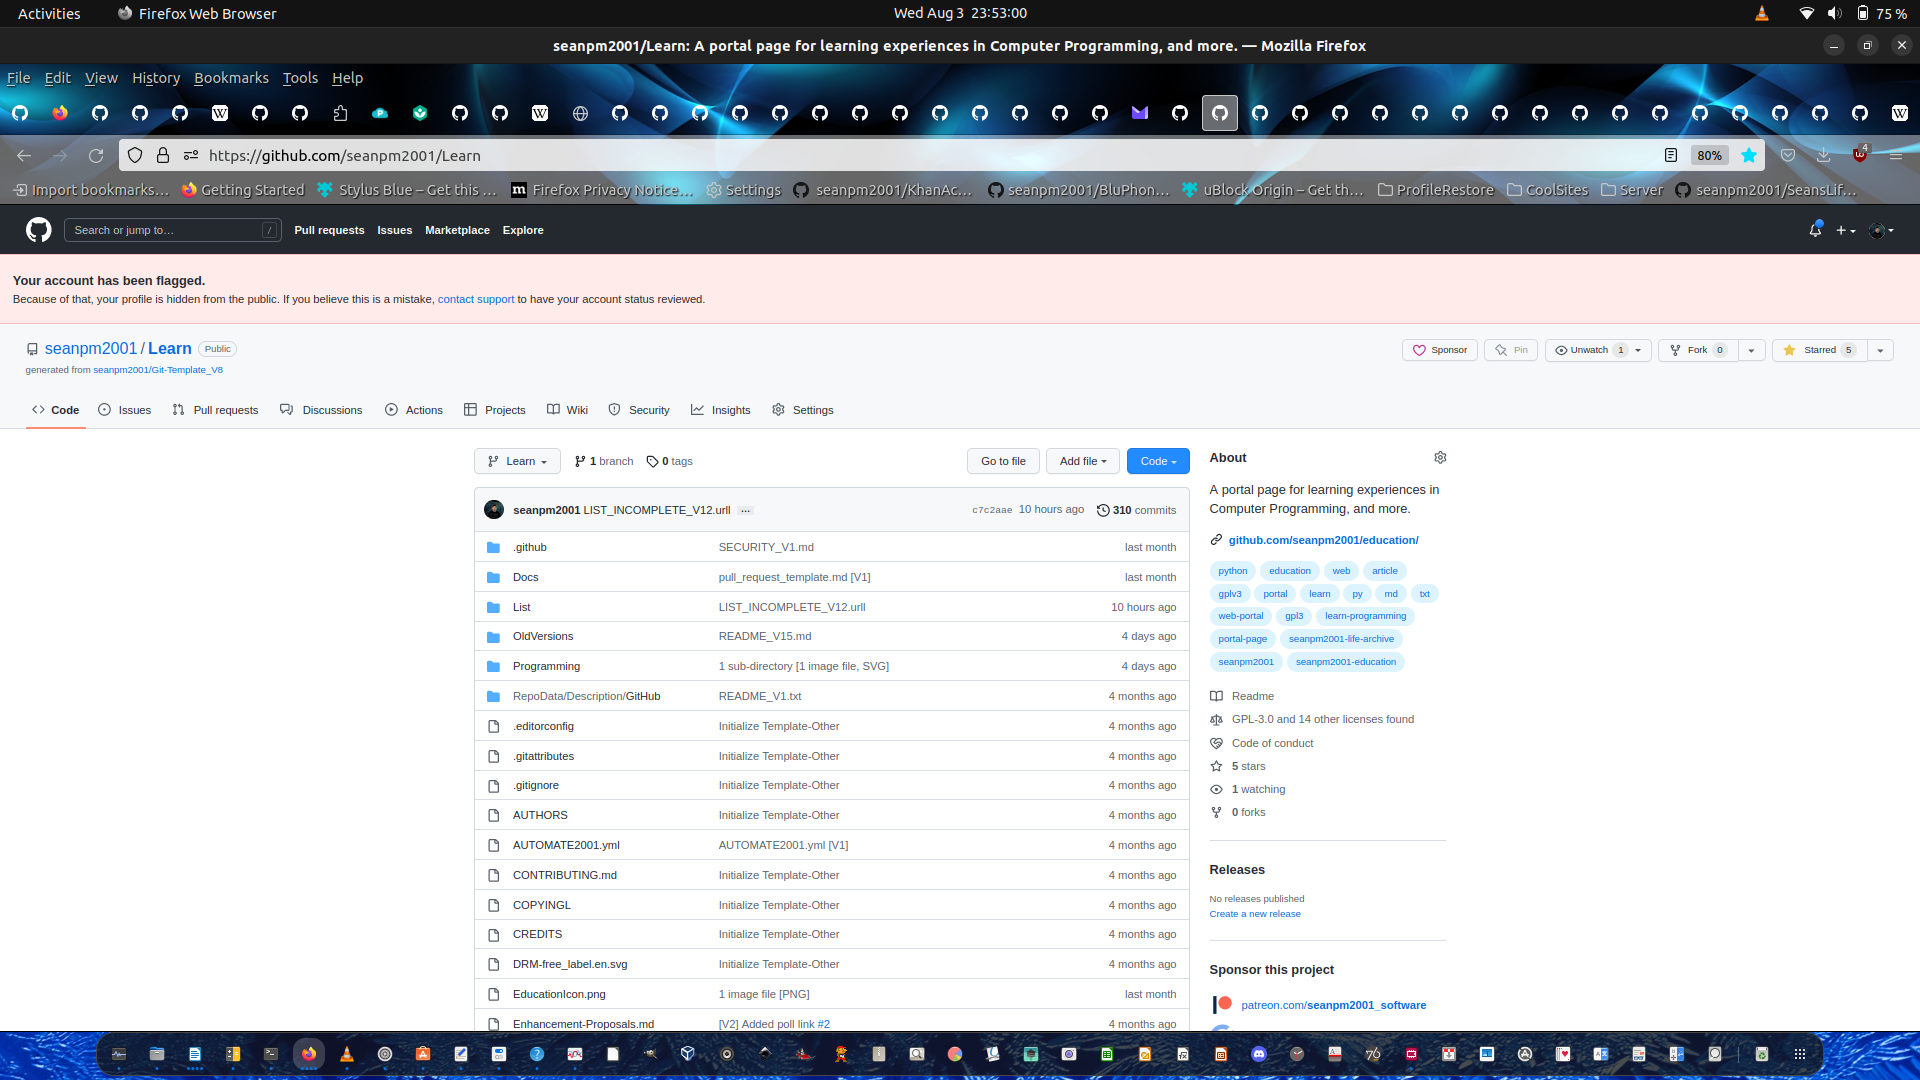 Activities
Firefox Web Browser
Wed Aug 3 23:53:00
75 %
seanpm2001/Learn: A portal page for learning experiences in Computer Programming, and more. — Mozilla Firefox
File Edit View History Bookmarks Tools Help
https://github.com/seanpm2001/Learn
80%
4
Import bookmarks…
Getting Started
Stylus Blue – Get this …
Firefox Privacy Notice…
Settings
seanpm2001/KhanAc…
seanpm2001/BluPhon…
uBlock Origin – Get th…
ProfileRestore
CoolSites
Server
seanpm2001/SeansLif…
Search or jump to…
/
Pull requests Issues Marketplace Explore
Your account has been flagged.
Because of that, your profile is hidden from the public. If you believe this is a mistake, contact support to have your account status reviewed.
seanpm2001 / Learn Public
generated from seanpm2001/Git-Template_V8
Sponsor
Pin
Unwatch 1
Fork 0
Starred 5
Code
Issues
Pull requests
Discussions
Actions
Projects
Wiki
Security
Insights
Settings
Learn
1 branch
0 tags
Go to file
Add file
Code
seanpm2001 LIST_INCOMPLETE_V12.urll …
c7c2aae 10 hours ago
310 commits
.github SECURITY_V1.md last month
Docs pull_request_template.md [V1] last month
List LIST_INCOMPLETE_V12.urll 10 hours ago
OldVersions README_V15.md 4 days ago
Programming 1 sub-directory [1 image file, SVG] 4 days ago
RepoData/Description/GitHub README_V1.txt 4 months ago
.editorconfig Initialize Template-Other 4 months ago
.gitattributes Initialize Template-Other 4 months ago
.gitignore Initialize Template-Other 4 months ago
AUTHORS Initialize Template-Other 4 months ago
AUTOMATE2001.yml AUTOMATE2001.yml [V1] 4 months ago
CONTRIBUTING.md Initialize Template-Other 4 months ago
COPYINGL Initialize Template-Other 4 months ago
CREDITS Initialize Template-Other 4 months ago
DRM-free_label.en.svg Initialize Template-Other 4 months ago
EducationIcon.png 1 image file [PNG] last month
Enhancement-Proposals.md [V2] Added poll link #2 4 months ago
About
A portal page for learning experiences in
Computer Programming, and more.
github.com/seanpm2001/education/
python education web article
gplv3 portal learn py md txt
web-portal gpl3 learn-programming
portal-page seanpm2001-life-archive
seanpm2001 seanpm2001-education
Readme
GPL-3.0 and 14 other licenses found
Code of conduct
5 stars
1 watching
0 forks
Releases
No releases published
Create a new release
Sponsor this project
patreon.com/seanpm2001_software